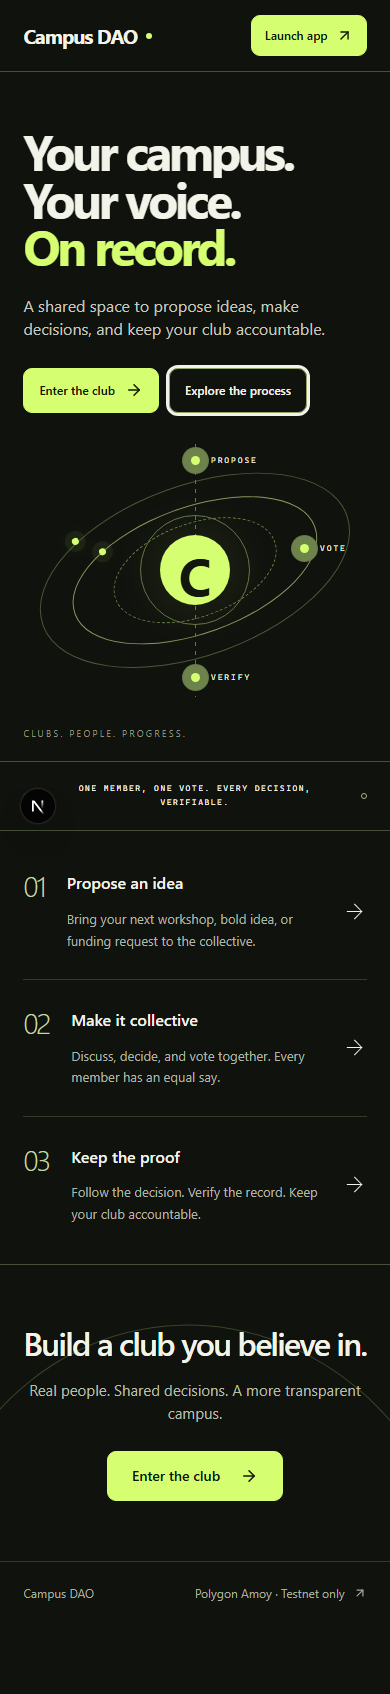 Campus DAO
Launch app
Your campus.
Your voice.
On record.
A shared space to propose ideas, make
decisions, and keep your club accountable.
Enter the club
Explore the process
PROPOSE
C
VOTE
VERIFY
CLUBS. PEOPLE. PROGRESS.
ONE MEMBER, ONE VOTE. EVERY DECISION,
VERIFIABLE.
N
01
Propose an idea
Bring your next workshop, bold idea, or
funding request to the collective.
02
Make it collective
Discuss, decide, and vote together. Every
member has an equal say.
03
Keep the proof
Follow the decision. Verify the record. Keep
your club accountable.
Build a club you believe in.
Real people. Shared decisions. A more transparent
campus.
Enter the club
Campus DAO
Polygon Amoy · Testnet only